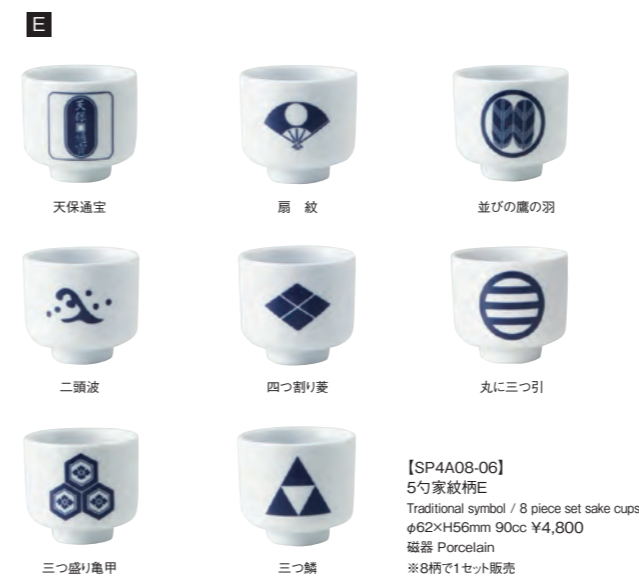 E
天保通宝
扇　紋
並びの鷹の羽
二頭波
四つ割り菱
丸に三つ引
三つ盛り亀甲
三つ鱗
【SP4A08-06】
5勺家紋柄E
Traditional symbol / 8 piece set sake cups
φ62×H56mm 90cc ¥4,800
磁器 Porcelain
※8柄で1セット販売